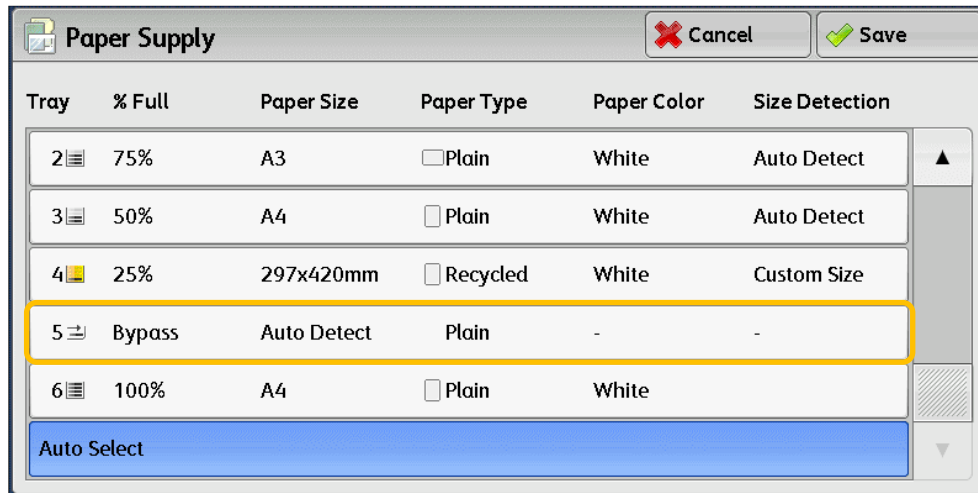 Paper Supply Cancel Save
Tray % Full Paper Size Paper Type Paper Color Size Detection
2 75% A3 Plain White Auto Detect
3 50% A4 Plain White Auto Detect
4 25% 297x420mm Recycled White Custom Size
5 Bypass Auto Detect Plain - -
6 100% A4 Plain White
Auto Select